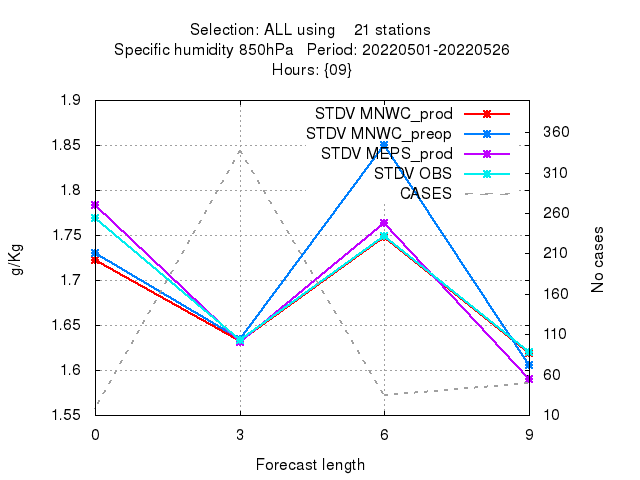 Selection: ALL using    21 stations
Specific humidity 850hPa   Period: 20220501-20220526
Hours: {09}
STDV MNWC_prod
STDV MNWC_preop
STDV MEPS_prod
STDV OBS
CASES
1.9
1.85
1.8
1.75
1.7
1.65
1.6
1.55
g/Kg
360
310
260
210
160
110
60
10
No cases
0 3 6 9
Forecast length